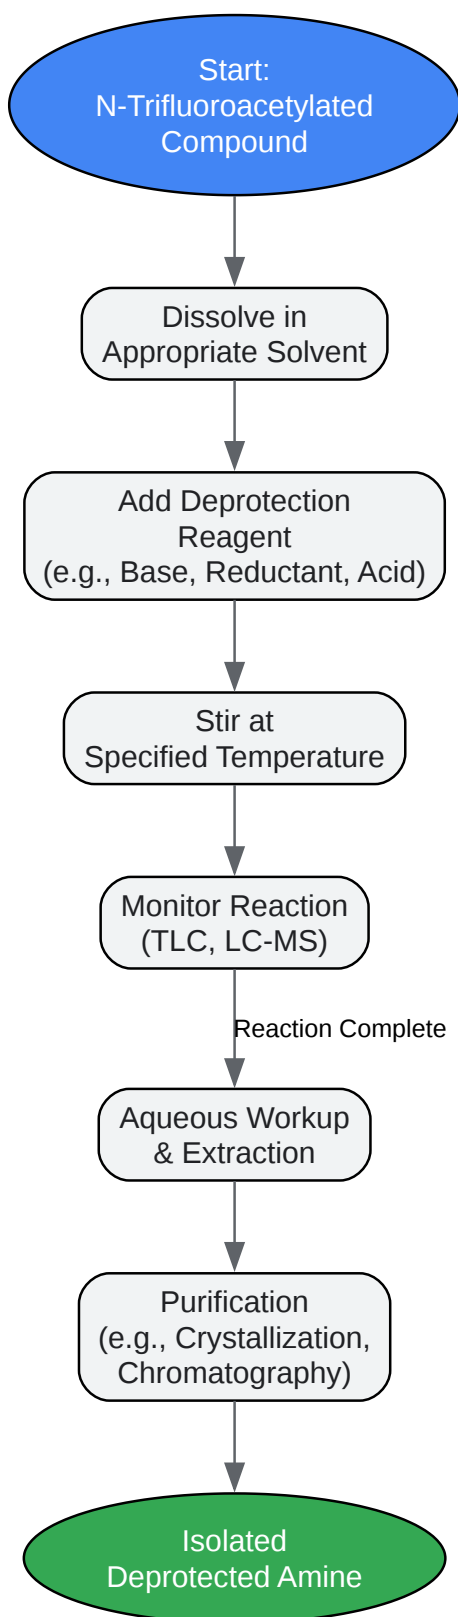 Start:
N-Trifluoroacetylated
Compound
Dissolve in
Appropriate Solvent
Add Deprotection
Reagent
(e.g., Base, Reductant, Acid)
Stir at
Specified Temperature
Monitor Reaction
(TLC, LC-MS)
Reaction Complete
Aqueous Workup
& Extraction
Purification
(e.g., Crystallization,
Chromatography)
Isolated
Deprotected Amine